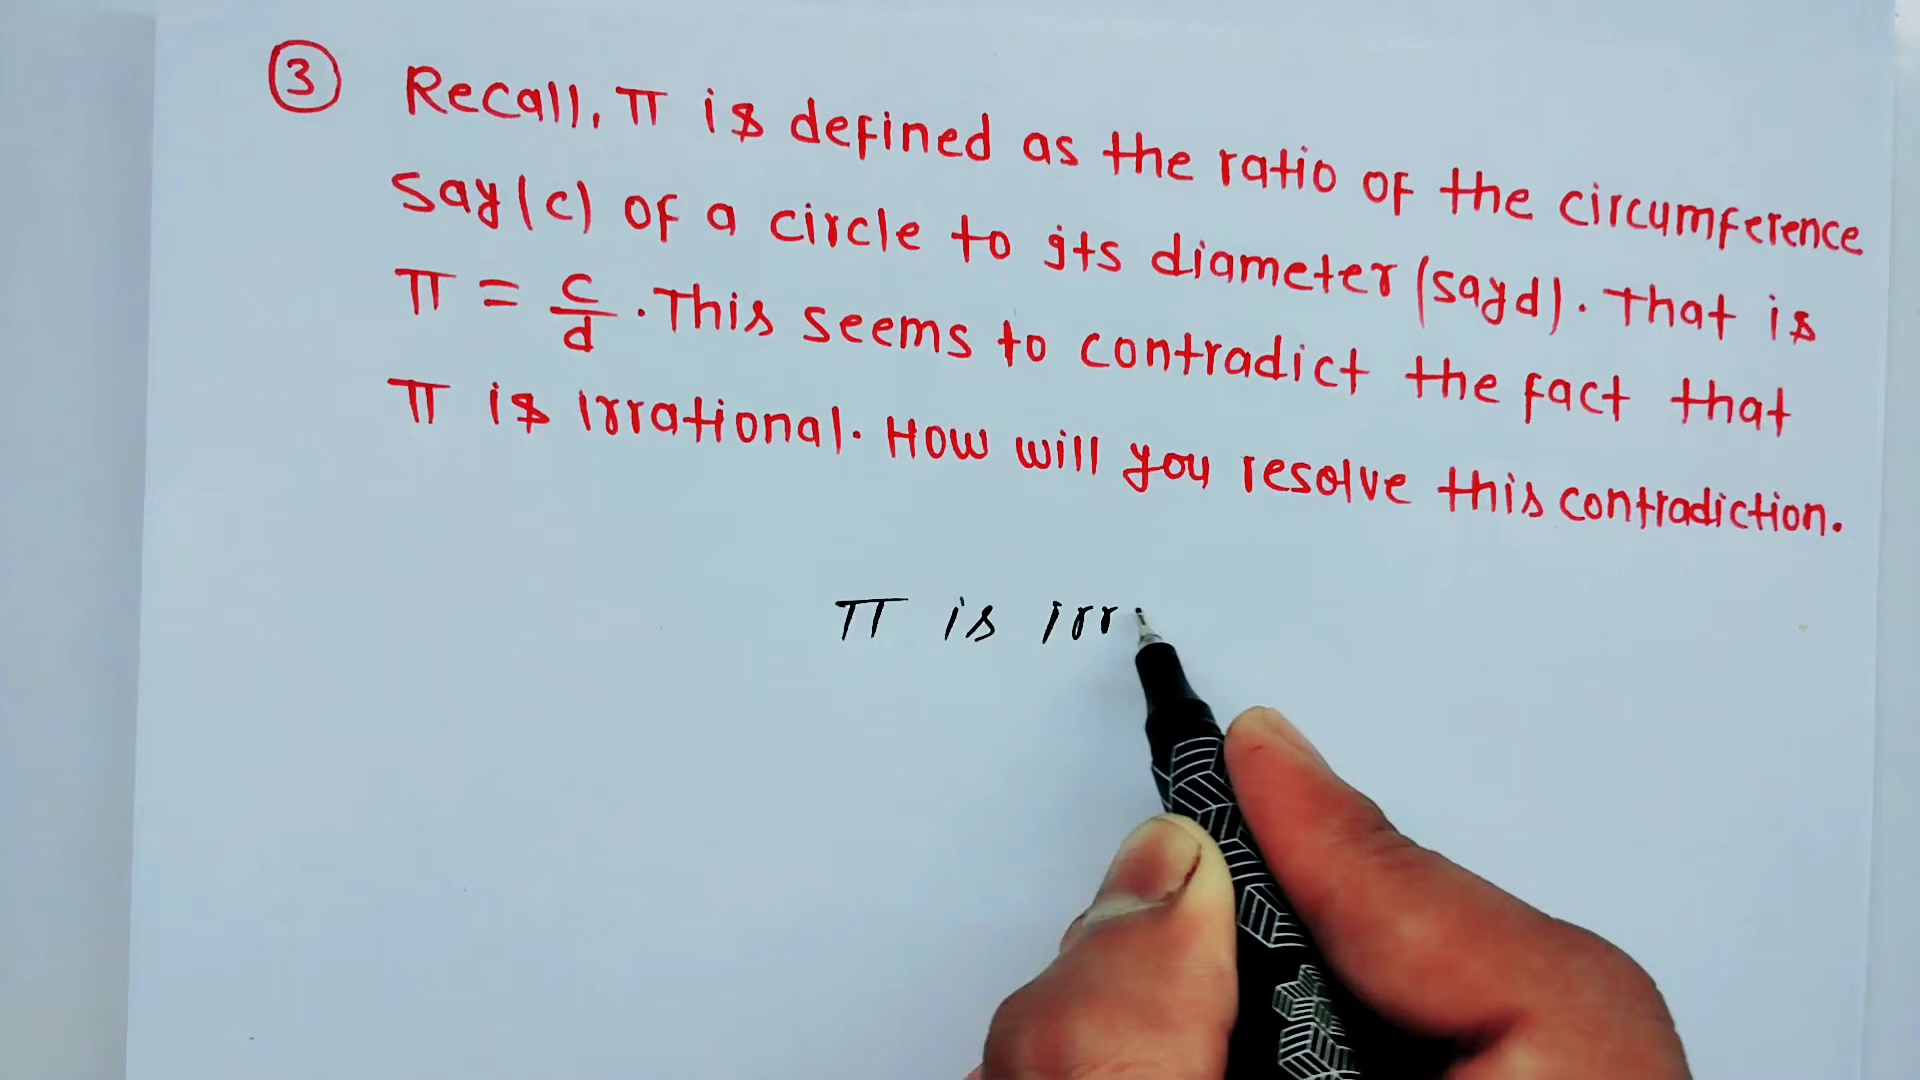 ③ Recall, π is defined as the ratio of the circumference
say (c) of a circle to its diameter (say d). That is
π = c/d. This seems to contradict the fact that
π is irrational. How will you resolve this contradiction.
π is irr